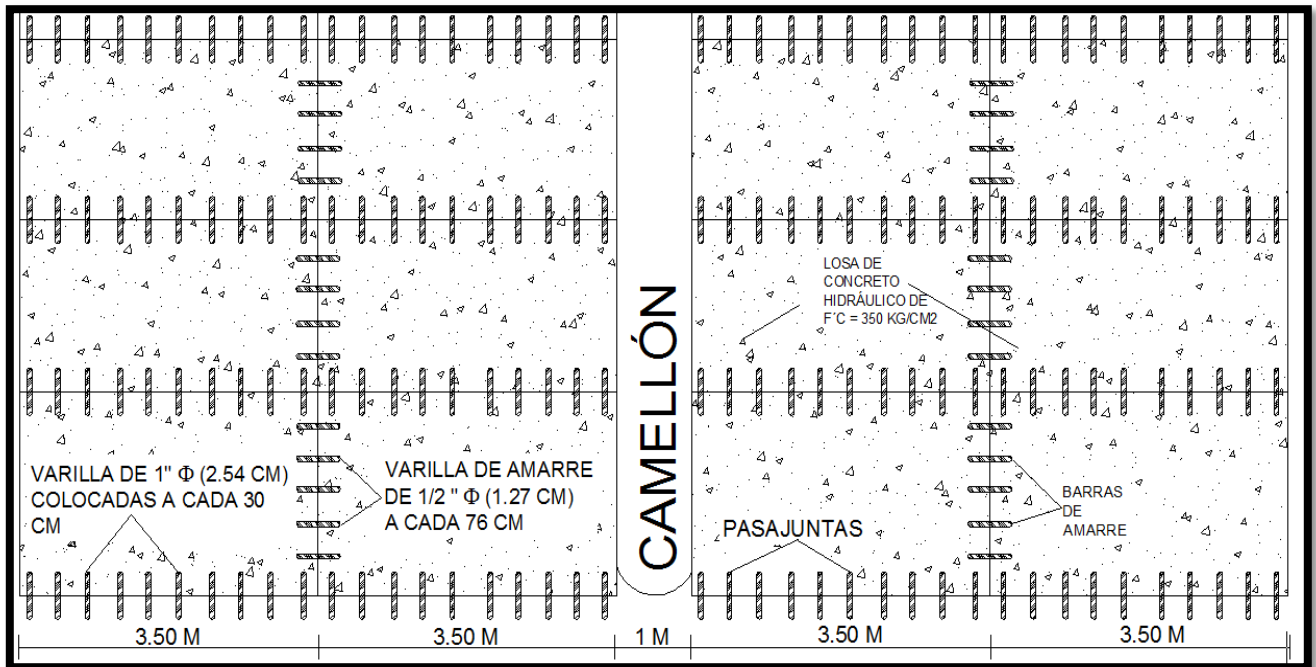 LOSA DE
CONCRETO
HIDRÁULICO DE
F´C = 350 KG/CM2
CAMELLÓN
VARILLA DE 1" Φ (2.54 CM)
COLOCADAS A CADA 30
CM
VARILLA DE AMARRE
DE 1/2 " Φ (1.27 CM)
A CADA 76 CM
PASAJUNTAS
BARRAS
DE
AMARRE
3.50 M
3.50 M
1 M
3.50 M
3.50 M